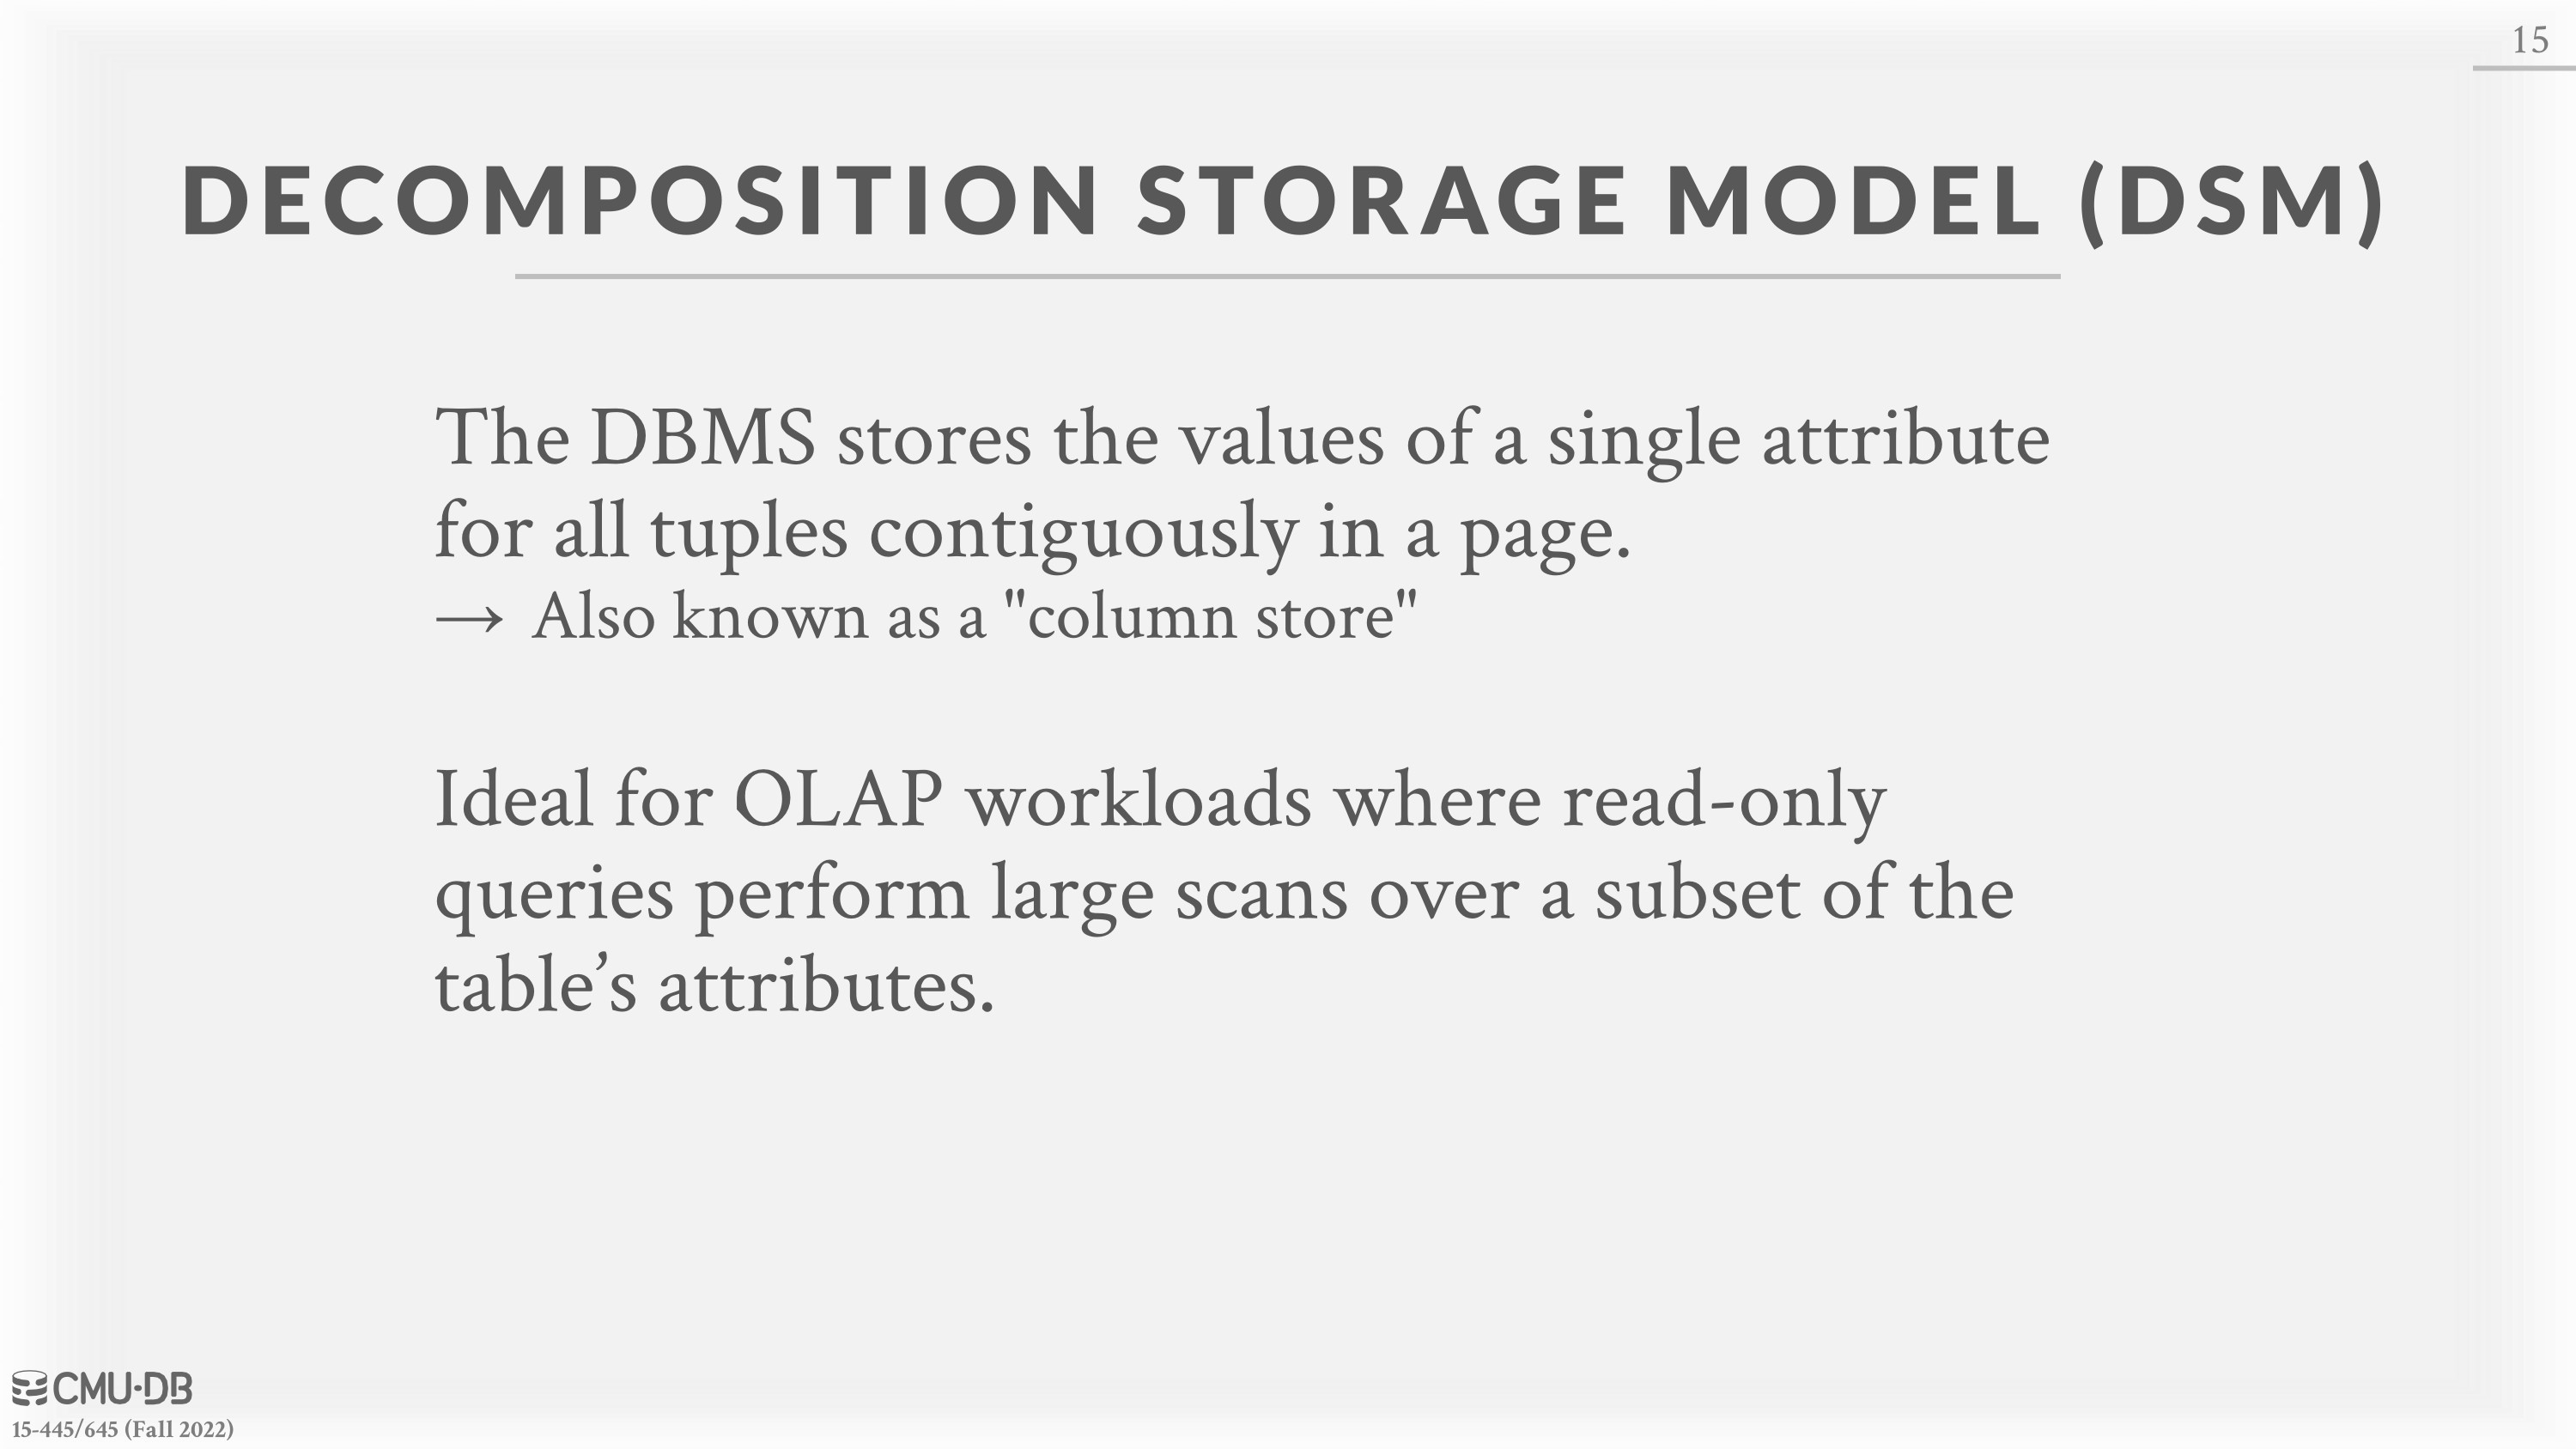 15
DECOMPOSITION STORAGE MODEL (DSM)
The DBMS stores the values of a single attribute
for all tuples contiguously in a page.
→ Also known as a "column store"
Ideal for OLAP workloads where read-only
queries perform large scans over a subset of the
table’s attributes.
CMU·DB
15-445/645 (Fall 2022)